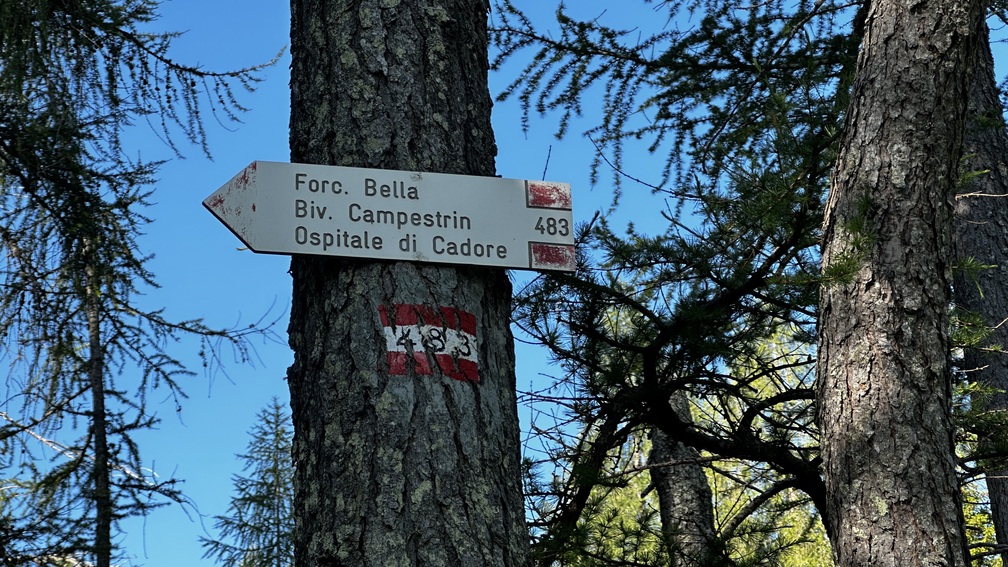 Forc. Bella
Biv. Campestrin
Ospitale di Cadore
483
483